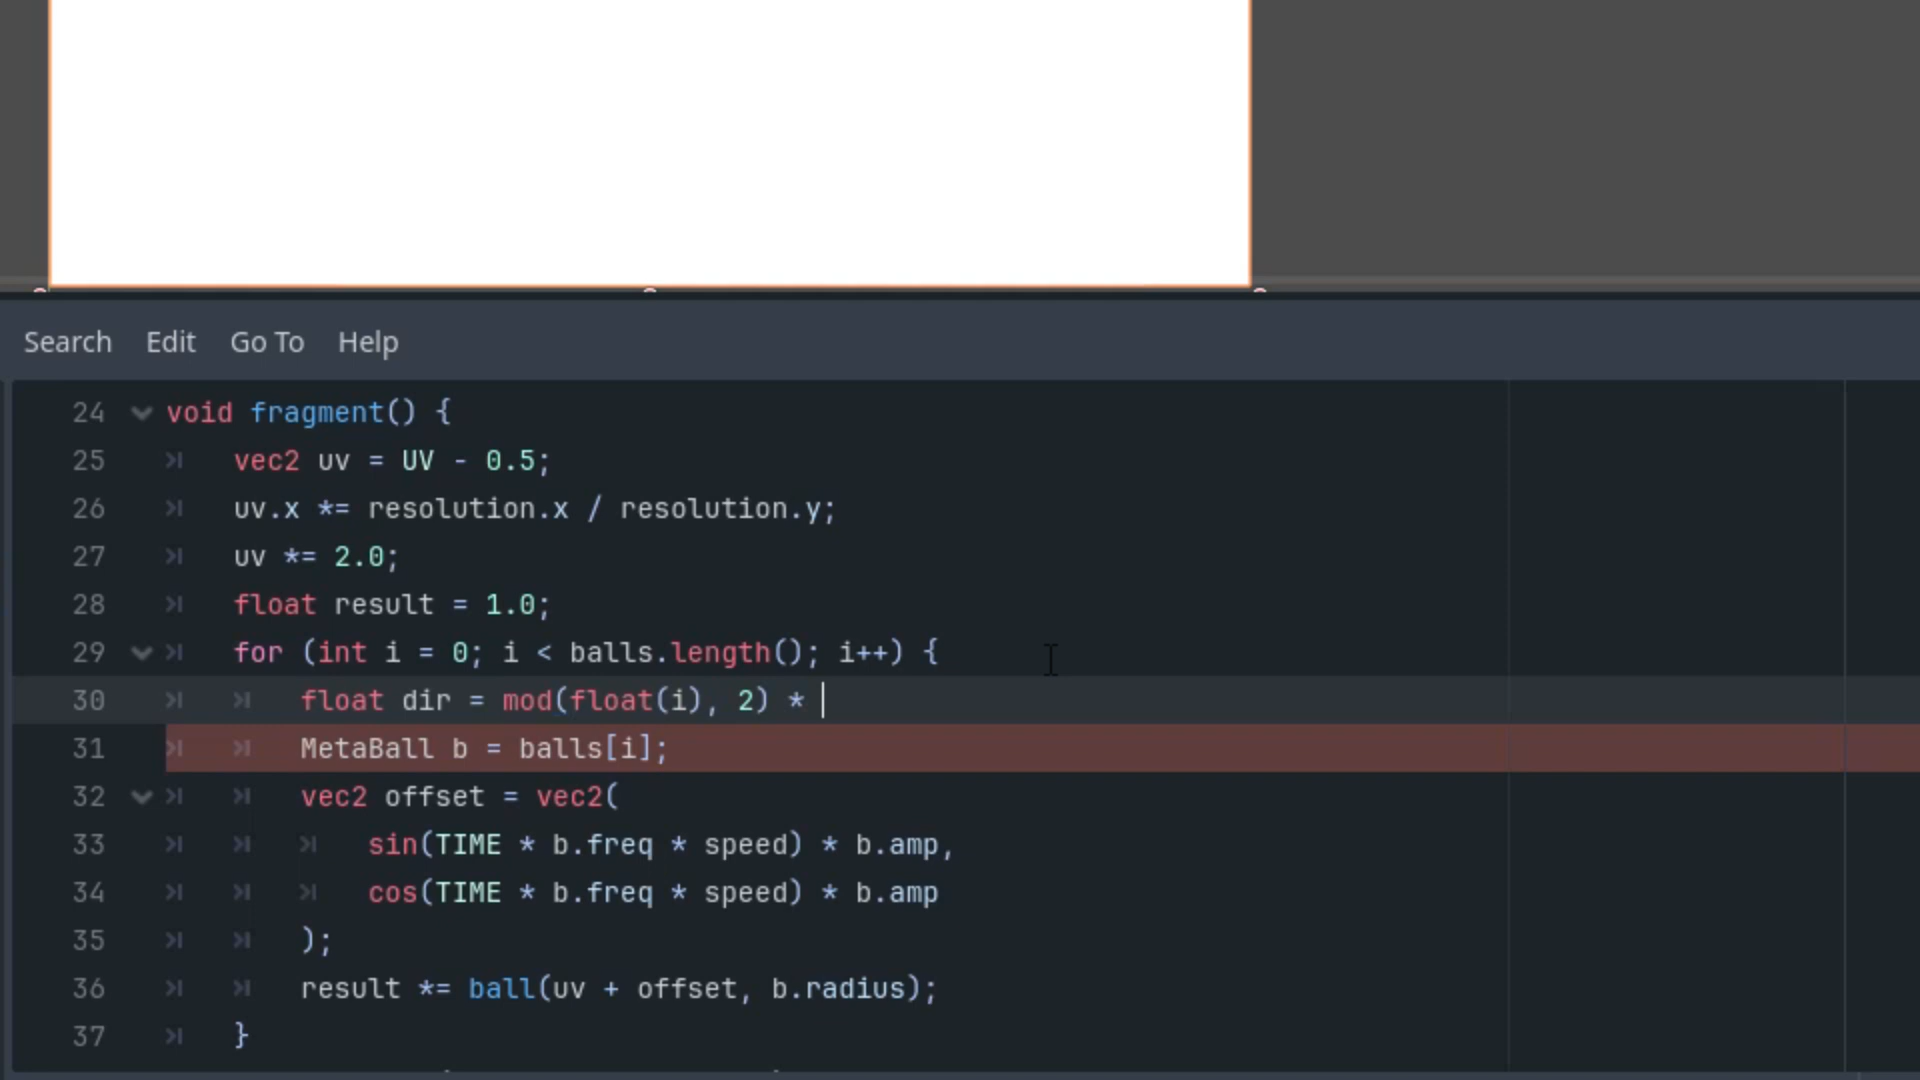 Search Edit Go To Help
24 void fragment() {
25 vec2 uv = UV - 0.5;
26 uv.x *= resolution.x / resolution.y;
27 uv *= 2.0;
28 float result = 1.0;
29 for (int i = 0; i < balls.length(); i++) {
30 float dir = mod(float(i), 2) *
31 MetaBall b = balls[i];
32 vec2 offset = vec2(
33 sin(TIME * b.freq * speed) * b.amp,
34 cos(TIME * b.freq * speed) * b.amp
35 );
36 result *= ball(uv + offset, b.radius);
37 }